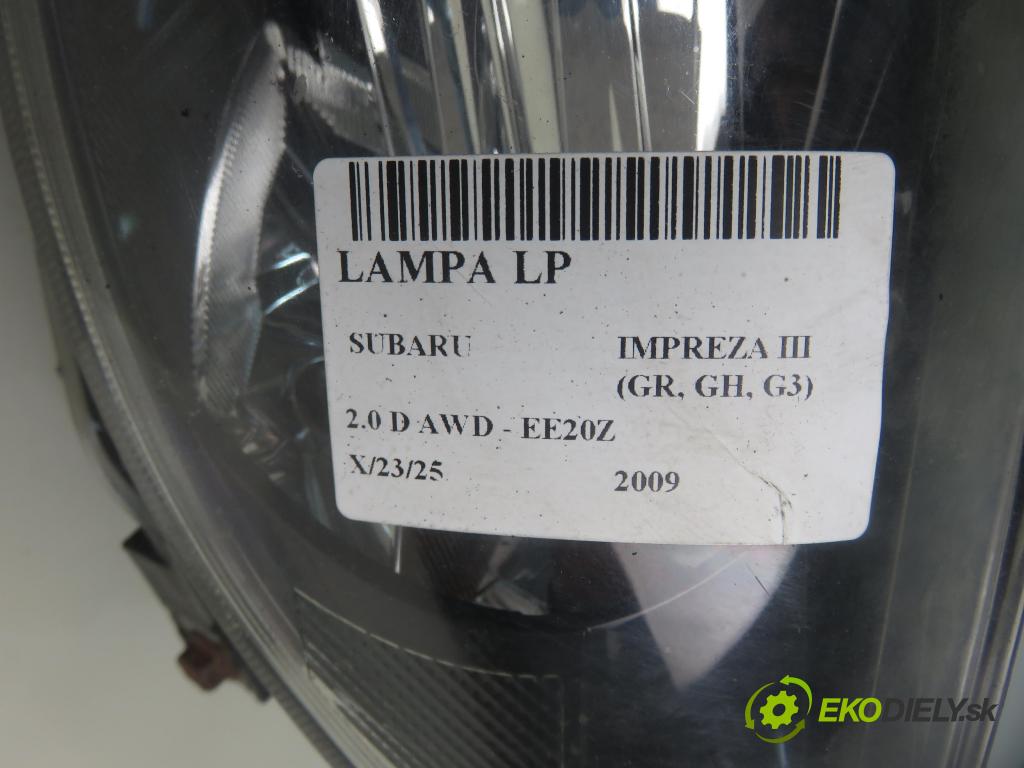 LAMPA LP
SUBARU IMPREZA III
(GR, GH, G3)
2.0 D AWD - EE20Z
X/23/25 2009
EKODIELY.sk